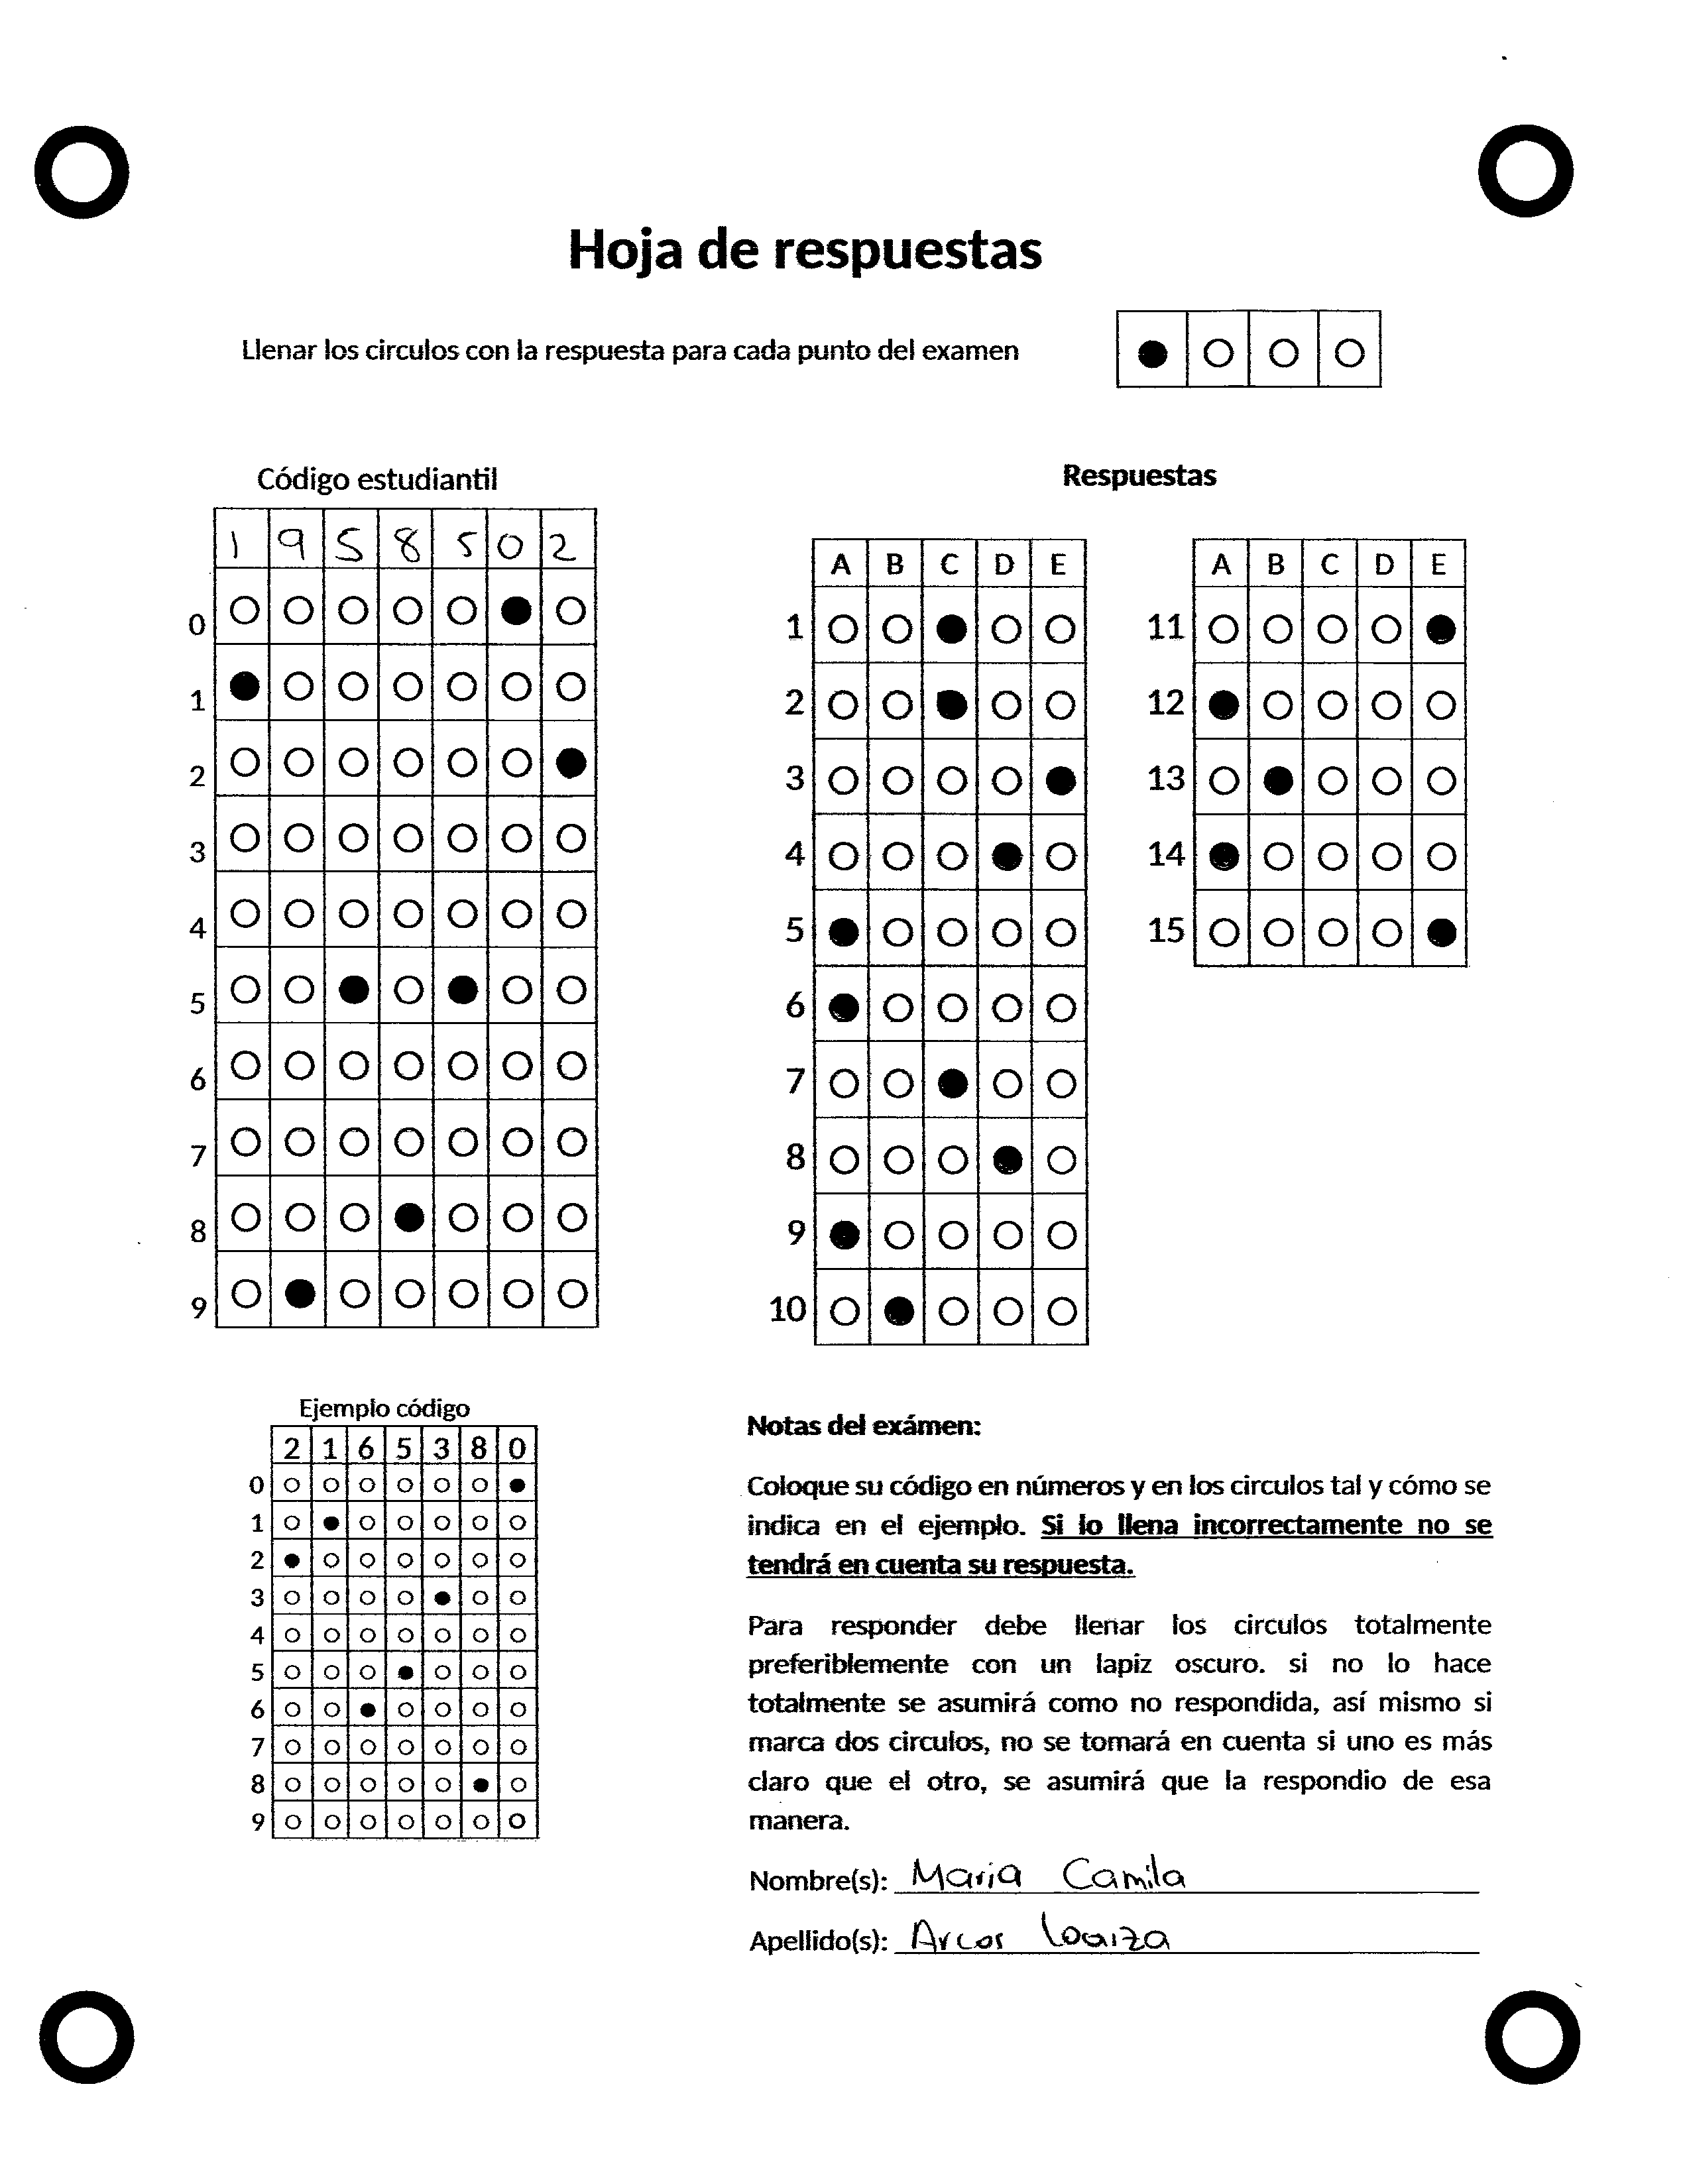 Hoja de respuestas
Llenar los circulos con la respuesta para cada punto del examen
Código estudiantil
1 9 5 8 5 0 2
0
1
2
3
4
5
6
7
8
9
Respuestas
A B C D E
1
2
3
4
5
6
7
8
9
10
A B C D E
11
12
13
14
15
Ejemplo código
2 1 6 5 3 8 0
0
1
2
3
4
5
6
7
8
9
Notas del exámen:
Coloque su código en números y en los circulos tal y cómo se
indica en el ejemplo. Si lo llena incorrectamente no se
tendrá en cuenta su respuesta.
Para responder debe llenar los circulos totalmente
preferiblemente con un lapiz oscuro. si no lo hace
totalmente se asumirá como no respondida, así mismo si
marca dos circulos, no se tomará en cuenta si uno es más
claro que el otro, se asumirá que la respondio de esa
manera.
Nombre(s): Maria Camila
Apellido(s): Arcos Loaiza